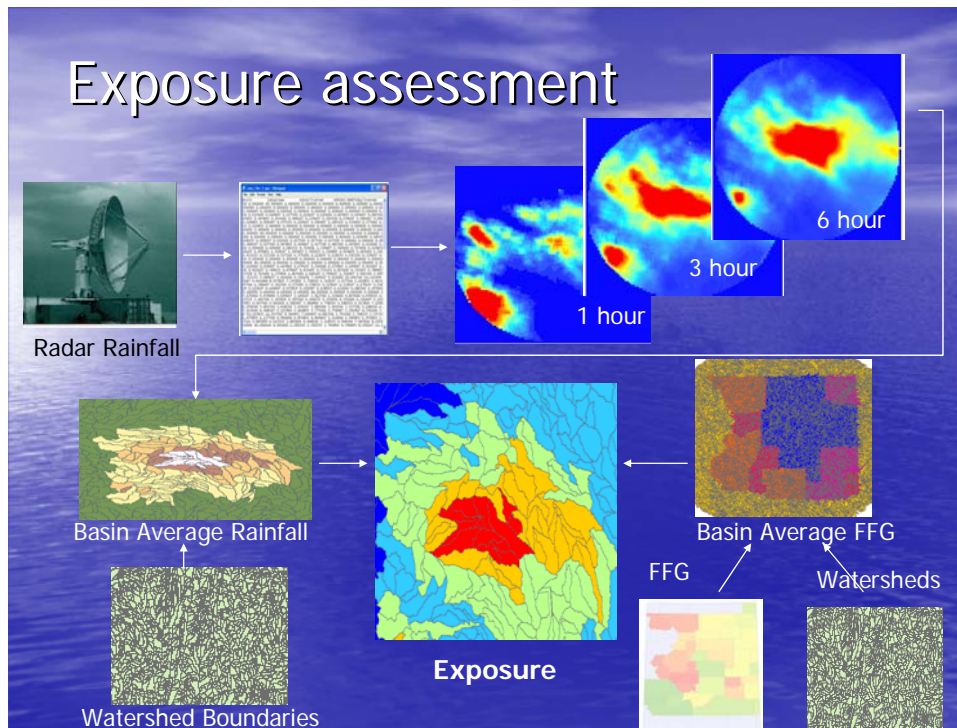 Exposure assessment
6 hour
3 hour
1 hour
Radar Rainfall
Basin Average Rainfall
Basin Average FFG
FFG
Watersheds
Exposure
Watershed Boundaries